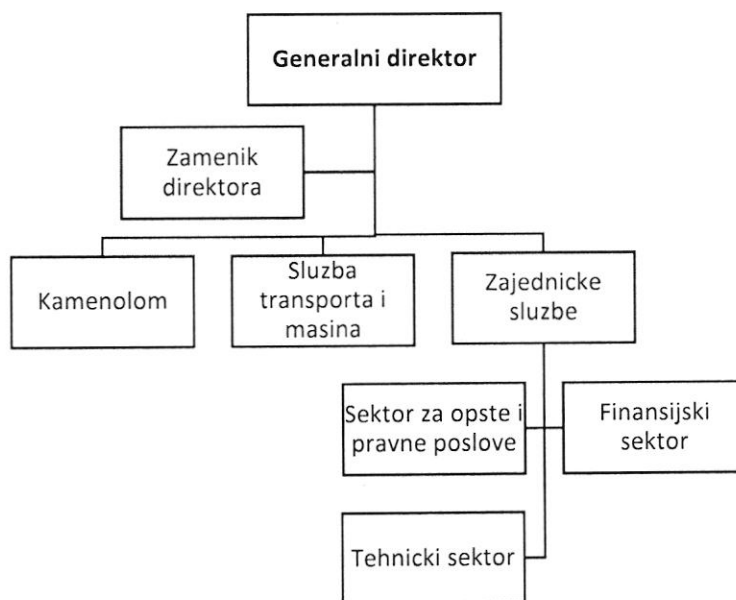 Generalni direktor
Zamenik
direktora
Kamenolom
Sluzba
transporta i
masina
Zajednicke
sluzbe
Sektor za opste i
pravne poslove
Finansijski
sektor
Tehnicki sektor